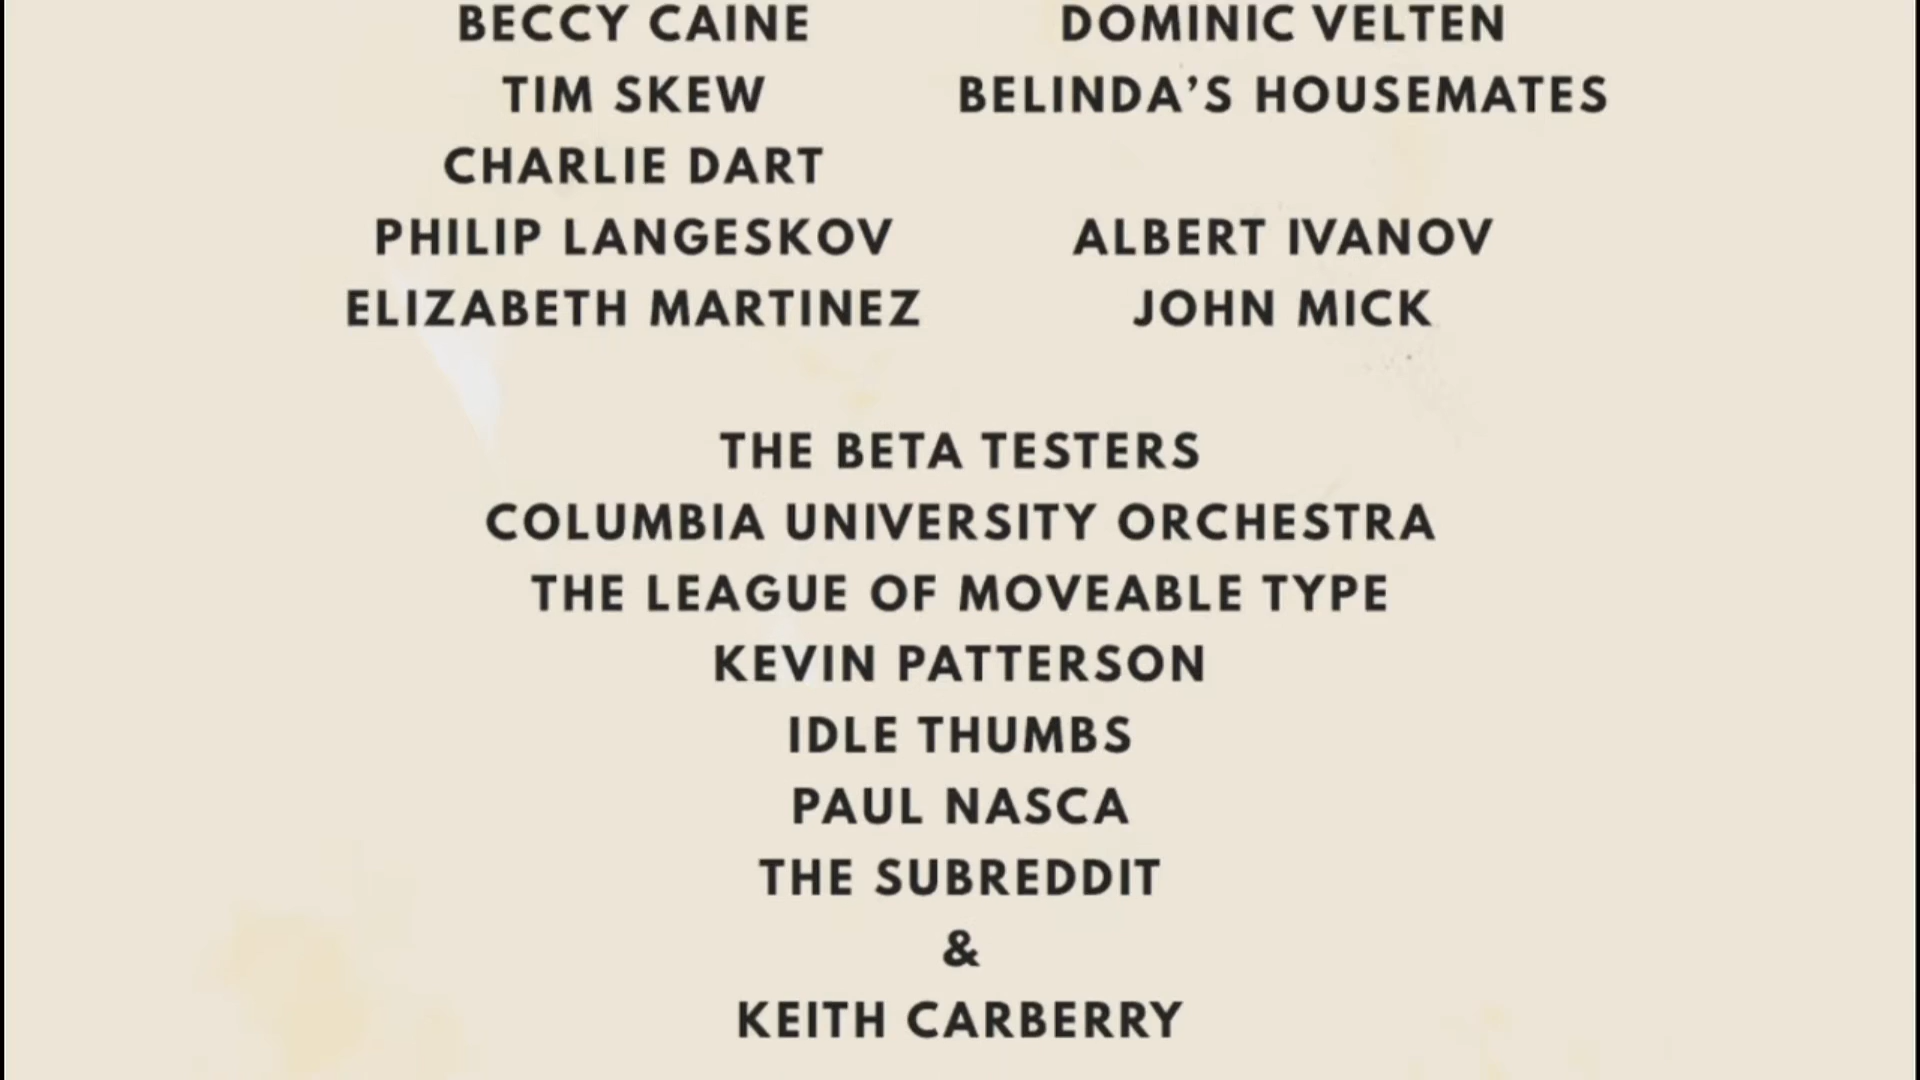 BECCY CAINE DOMINIC VELTEN
TIM SKEW BELINDA’S HOUSEMATES
CHARLIE DART
PHILIP LANGESKOV ALBERT IVANOV
ELIZABETH MARTINEZ JOHN MICK
THE BETA TESTERS
COLUMBIA UNIVERSITY ORCHESTRA
THE LEAGUE OF MOVEABLE TYPE
KEVIN PATTERSON
IDLE THUMBS
PAUL NASCA
THE SUBREDDIT
&
KEITH CARBERRY